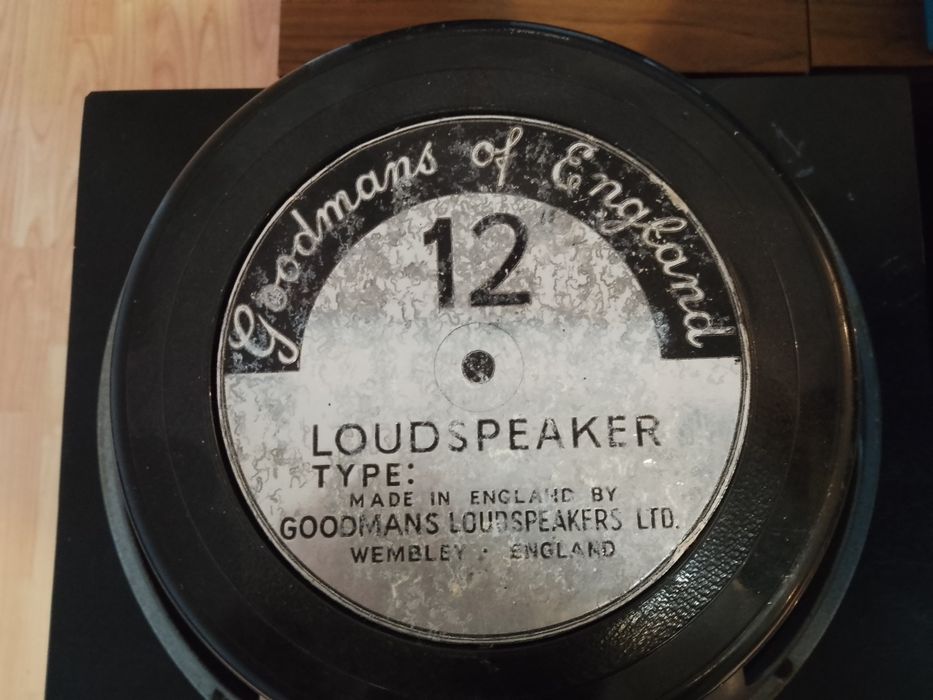 Goodmans of England
12"
LOUDSPEAKER
TYPE:
MADE IN ENGLAND BY
GOODMANS LOUDSPEAKERS LTD.
WEMBLEY · ENGLAND